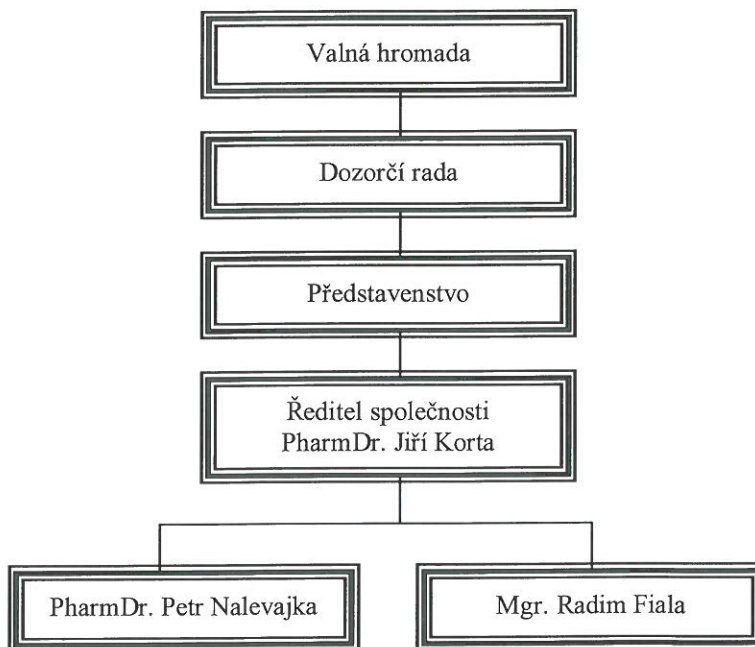 Valná hromada
Dozorčí rada
Představenstvo
Ředitel společnosti
PharmDr. Jiří Korta
PharmDr. Petr Nalevajka
Mgr. Radim Fiala